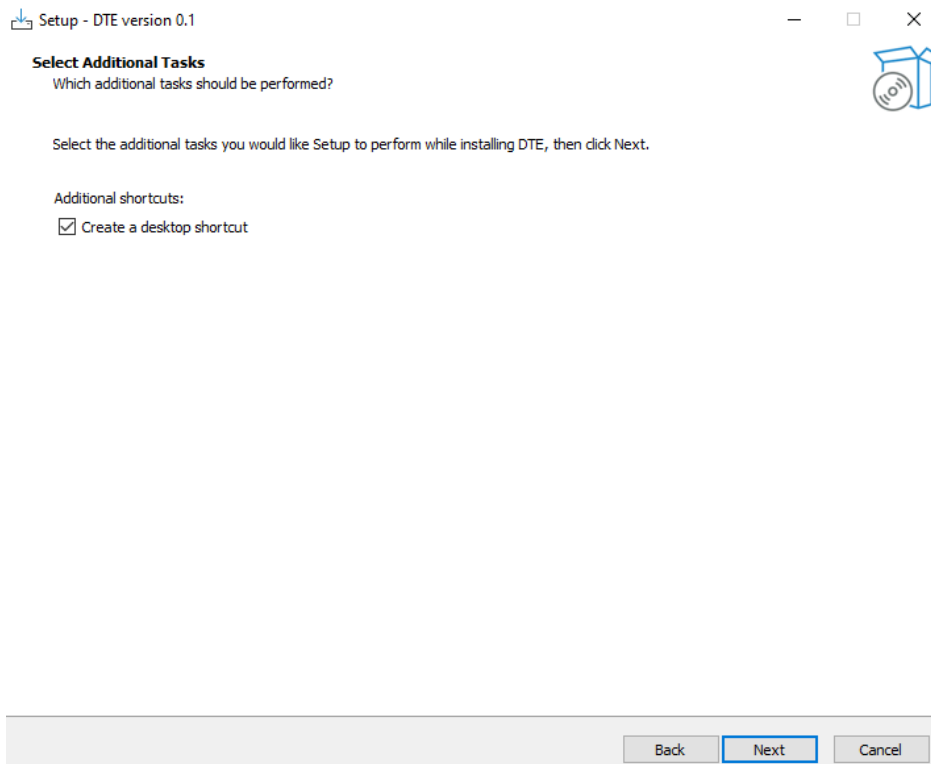 Setup - DTE version 0.1
Select Additional Tasks
Which additional tasks should be performed?
Select the additional tasks you would like Setup to perform while installing DTE, then click Next.
Additional shortcuts:
Create a desktop shortcut
Back Next Cancel